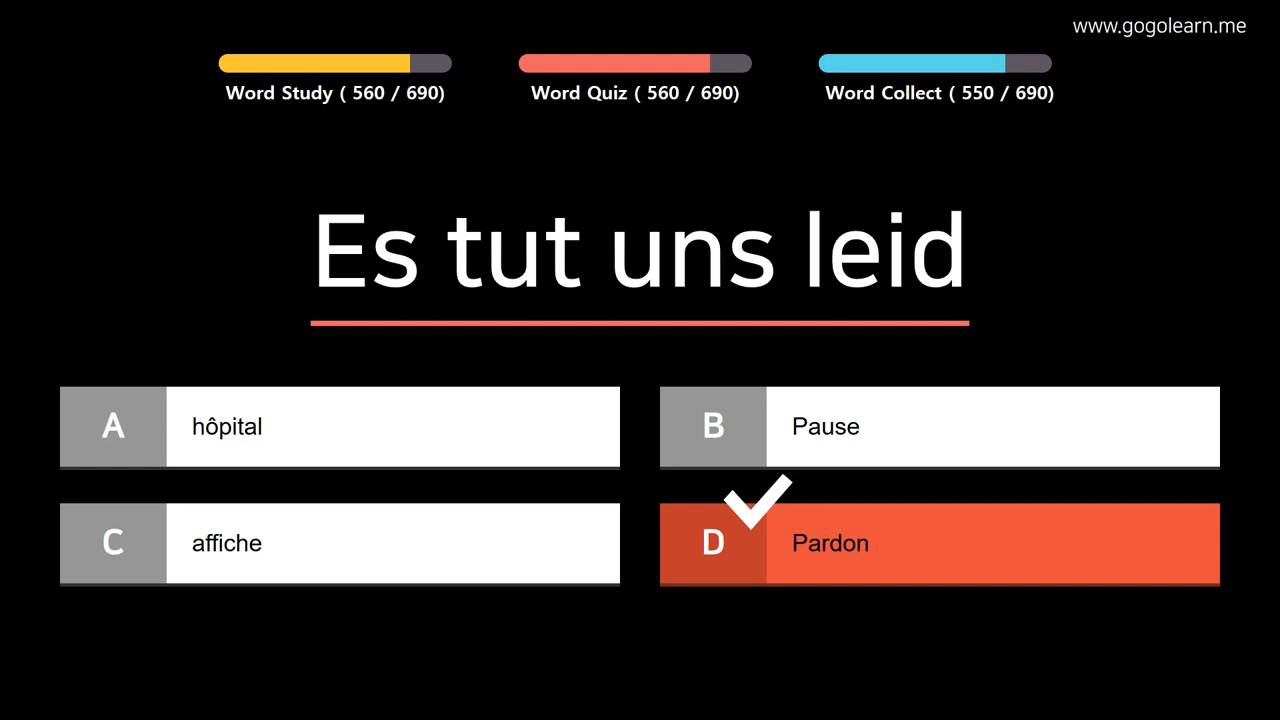 www.gogolearn.me
Word Study ( 560 / 690)
Word Quiz ( 560 / 690)
Word Collect ( 550 / 690)
Es tut uns leid
A hôpital
B Pause
C affiche
D Pardon